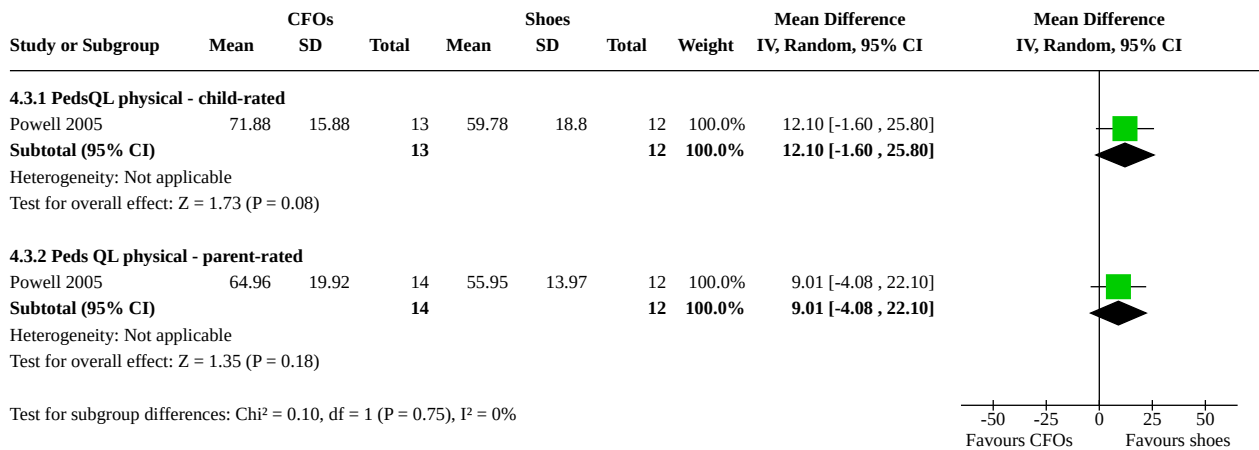 CFOs Shoes Mean Difference Mean Difference
Study or Subgroup Mean SD Total Mean SD Total Weight IV, Random, 95% CI IV, Random, 95% CI
4.3.1 PedsQL physical - child-rated
Powell 2005 71.88 15.88 13 59.78 18.8 12 100.0% 12.10 [-1.60 , 25.80]
Subtotal (95% CI) 13 12 100.0% 12.10 [-1.60 , 25.80]
Heterogeneity: Not applicable
Test for overall effect: Z = 1.73 (P = 0.08)
4.3.2 Peds QL physical - parent-rated
Powell 2005 64.96 19.92 14 55.95 13.97 12 100.0% 9.01 [-4.08 , 22.10]
Subtotal (95% CI) 14 12 100.0% 9.01 [-4.08 , 22.10]
Heterogeneity: Not applicable
Test for overall effect: Z = 1.35 (P = 0.18)
Test for subgroup differences: Chi² = 0.10, df = 1 (P = 0.75), I² = 0%
-50 -25 0 25 50
Favours CFOs Favours shoes